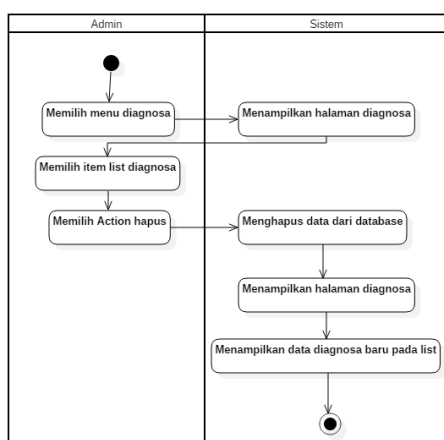 Admin
Sistem
Memilih menu diagnosa
Menampilkan halaman diagnosa
Memilih item list diagnosa
Memilih Action hapus
Menghapus data dari database
Menampilkan halaman diagnosa
Menampilkan data diagnosa baru pada list